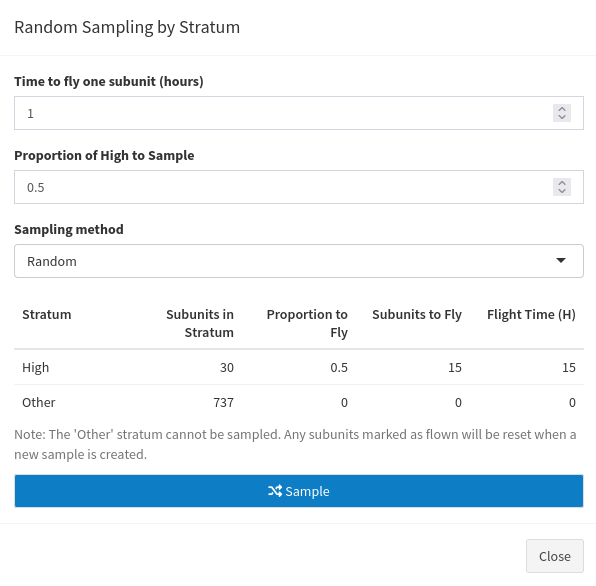 Random Sampling by Stratum
Time to fly one subunit (hours)
1
Proportion of High to Sample
0.5
Sampling method
Random
Stratum Subunits in Stratum Proportion to Fly Subunits to Fly Flight Time (H)
High 30 0.5 15 15
Other 737 0 0 0
Note: The 'Other' stratum cannot be sampled. Any subunits marked as flown will be reset when a
new sample is created.
Sample
Close